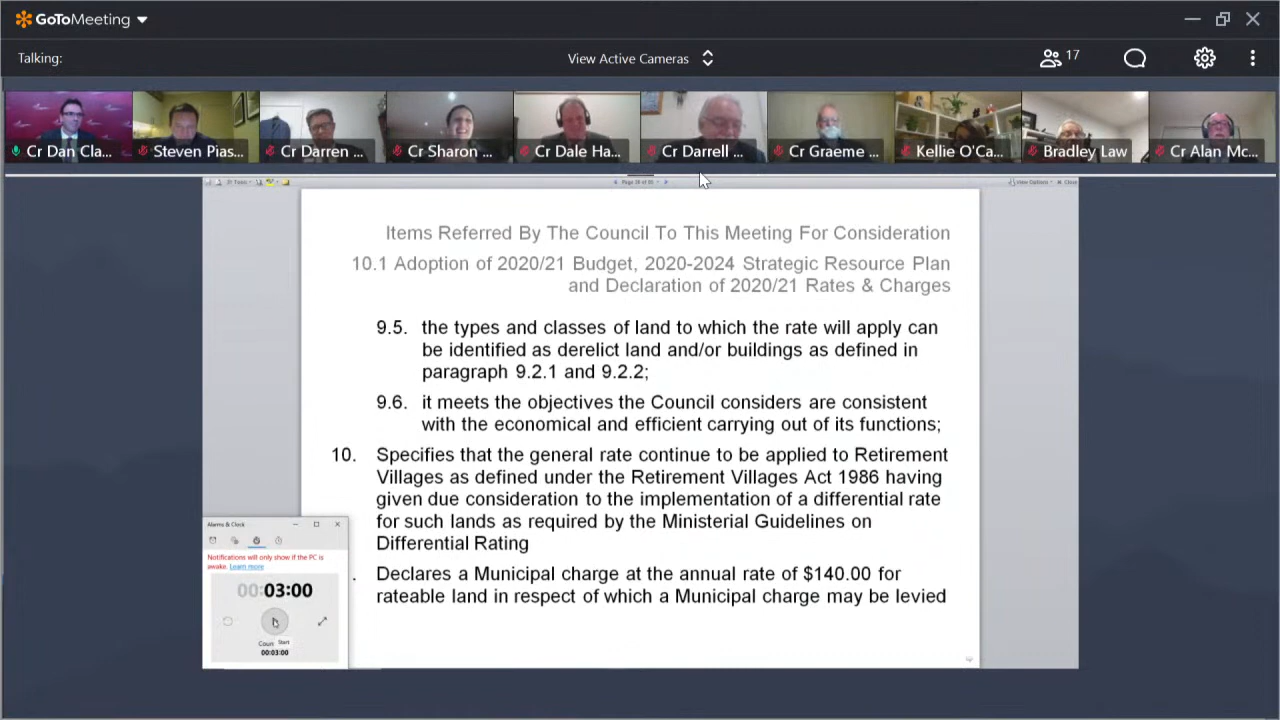 GoToMeeting
Talking:
View Active Cameras
17
Cr Dan Cla...
Steven Pias...
Cr Darren ...
Cr Sharon ...
Cr Dale Ha...
Cr Darrell ...
Cr Graeme ...
Kellie O'Ca...
Bradley Law
Cr Alan Mc...
View Options
Close
Items Referred By The Council To This Meeting For Consideration
10.1 Adoption of 2020/21 Budget, 2020-2024 Strategic Resource Plan
and Declaration of 2020/21 Rates & Charges
9.5. the types and classes of land to which the rate will apply can
be identified as derelict land and/or buildings as defined in
paragraph 9.2.1 and 9.2.2;
9.6. it meets the objectives the Council considers are consistent
with the economical and efficient carrying out of its functions;
10. Specifies that the general rate continue to be applied to Retirement
Villages as defined under the Retirement Villages Act 1986 having
given due consideration to the implementation of a differential rate
for such lands as required by the Ministerial Guidelines on
Differential Rating
. Declares a Municipal charge at the annual rate of $140.00 for
rateable land in respect of which a Municipal charge may be levied
Alarms & Clock
Notifications will only show if the PC is
awake. Learn more
00:03:00
Coun
Start
00:03:00